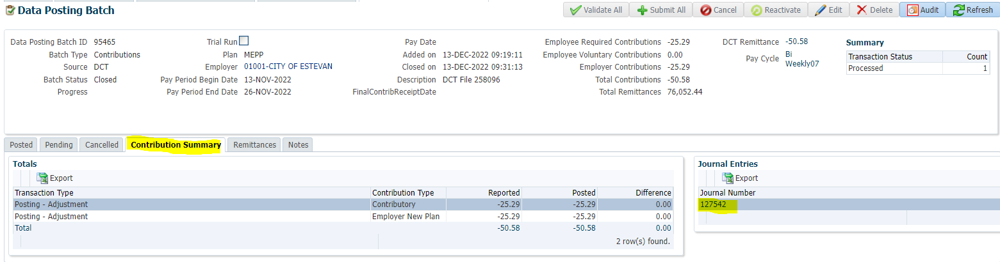 Data Posting Batch
Validate All Submit All Cancel Reactivate Edit Delete Audit Refresh
Data Posting Batch ID 95465 Trial Run Pay Date Employee Required Contributions -25.29 DCT Remittance -50.58 Summary
Batch Type Contributions Plan MEPP Added on 13-DEC-2022 09:19:11 Employee Voluntary Contributions 0.00 Pay Cycle Bi Weekly07 Transaction Status Count
Source DCT Employer 01001-CITY OF ESTEVAN Closed on 13-DEC-2022 09:31:13 Employer Contributions -25.29 Processed 1
Batch Status Closed Pay Period Begin Date 13-NOV-2022 Description DCT File 258096 Total Contributions -50.58
Progress Pay Period End Date 26-NOV-2022 FinalContribReceiptDate Total Remittances 76,052.44
Posted Pending Cancelled Contribution Summary Remittances Notes
Totals
Export
Transaction Type Contribution Type Reported Posted Difference
Posting - Adjustment Contributory -25.29 -25.29 0.00
Posting - Adjustment Employer New Plan -25.29 -25.29 0.00
Total -50.58 -50.58 0.00
2 row(s) found.
Journal Entries
Export
Journal Number
127542